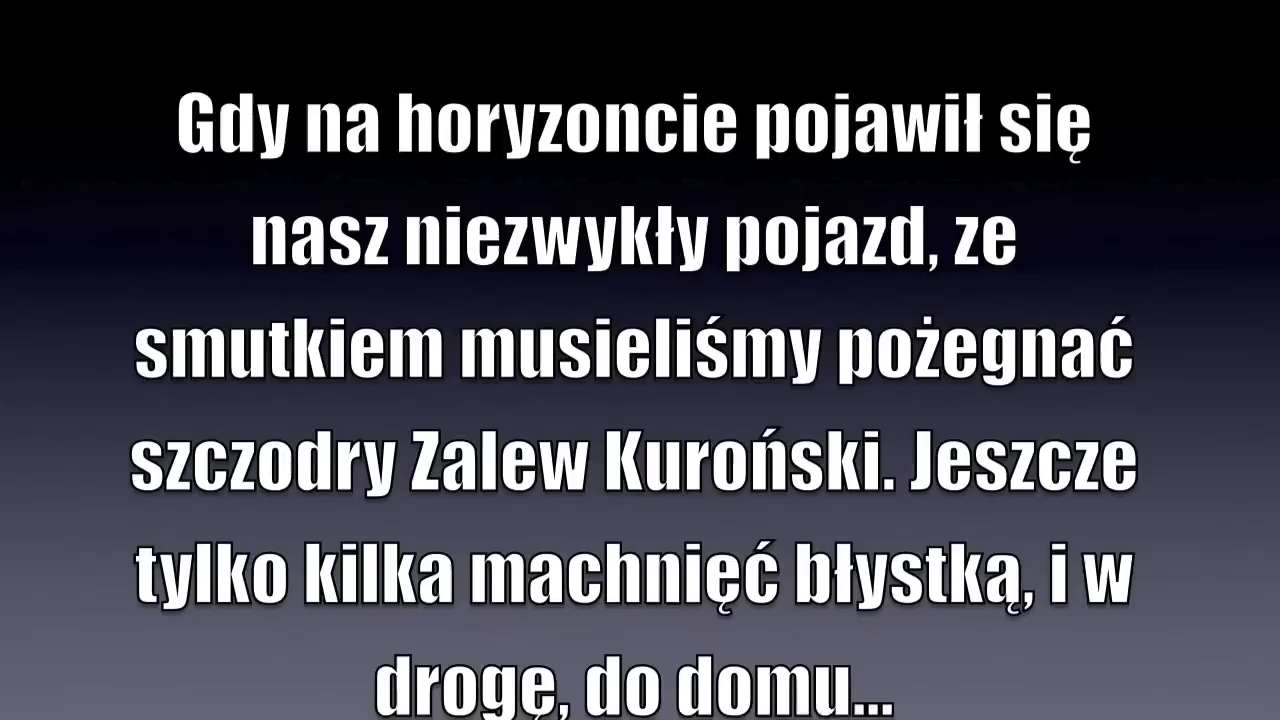 Gdy na horyzoncie pojawił się
nasz niezwykły pojazd, ze
smutkiem musieliśmy pożegnać
szczodry Zalew Kuroński. Jeszcze
tylko kilka machnięć błystką, i w
drogę, do domu...